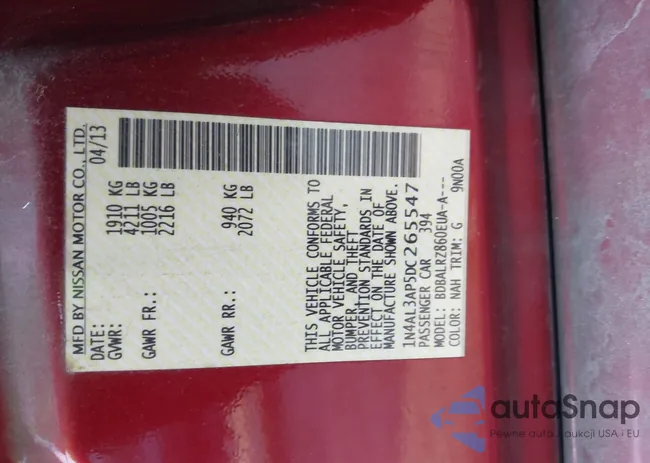 MFD BY NISSAN MOTOR CO., LTD.
DATE: 04/13
GVWR: 1910 KG
4211 LB
GAWR FR.: 1005 KG
2216 LB
GAWR RR.: 940 KG
2072 LB
THIS VEHICLE CONFORMS TO
ALL APPLICABLE FEDERAL
MOTOR VEHICLE SAFETY,
BUMPER, AND THEFT
PREVENTION STANDARDS IN
EFFECT ON THE DATE OF
MANUFACTURE SHOWN ABOVE.
1N4AL3AP5DC265547
PASSENGER CAR 394
MODEL: BDBALRZ860EUA-A---
COLOR: NAH TRIM: G 9N00A
autoSnap
Pewne auta z aukcji USA i EU